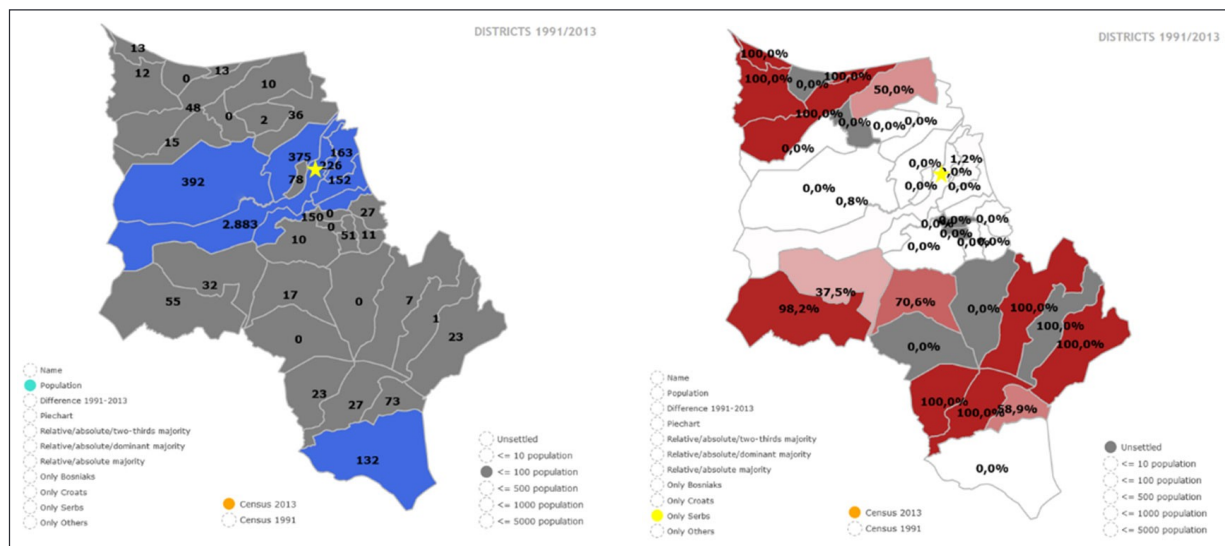 DISTRICTS 1991/2013
13
12
0
13
10
48
0
2
36
15
375
163
226
392
78
152
150
0
27
2.883
0
10
51
11
32
17
0
7
55
1
0
23
23
27
73
132
Name
Population
Difference 1991-2013
Piechart
Relative/absolute/two-thirds majority
Relative/absolute/dominant majority
Relative/absolute majority
Only Bosniaks
Only Croats
Only Serbs
Only Others
Census 2013
Census 1991
Unsettled
<= 10 population
<= 100 population
<= 500 population
<= 1000 population
<= 5000 population
DISTRICTS 1991/2013
100,0%
100,0%
0,0%
100,0%
50,0%
100,0%
0,0%
0,0%
0,0%
0,0%
0,0%
1,2%
0,0%
0,0%
0,0%
0,0%
0,8%
0,0%
0,0%
0,0%
0,0%
0,0%
0,0%
0,0%
37,5%
70,6%
98,2%
0,0%
100,0%
100,0%
0,0%
100,0%
100,0%
100,0%
58,9%
0,0%
Name
Population
Difference 1991-2013
Piechart
Relative/absolute/two-thirds majority
Relative/absolute/dominant majority
Relative/absolute majority
Only Bosniaks
Only Croats
Only Serbs
Only Others
Census 2013
Census 1991
Unsettled
<= 10 population
<= 100 population
<= 500 population
<= 1000 population
<= 5000 population